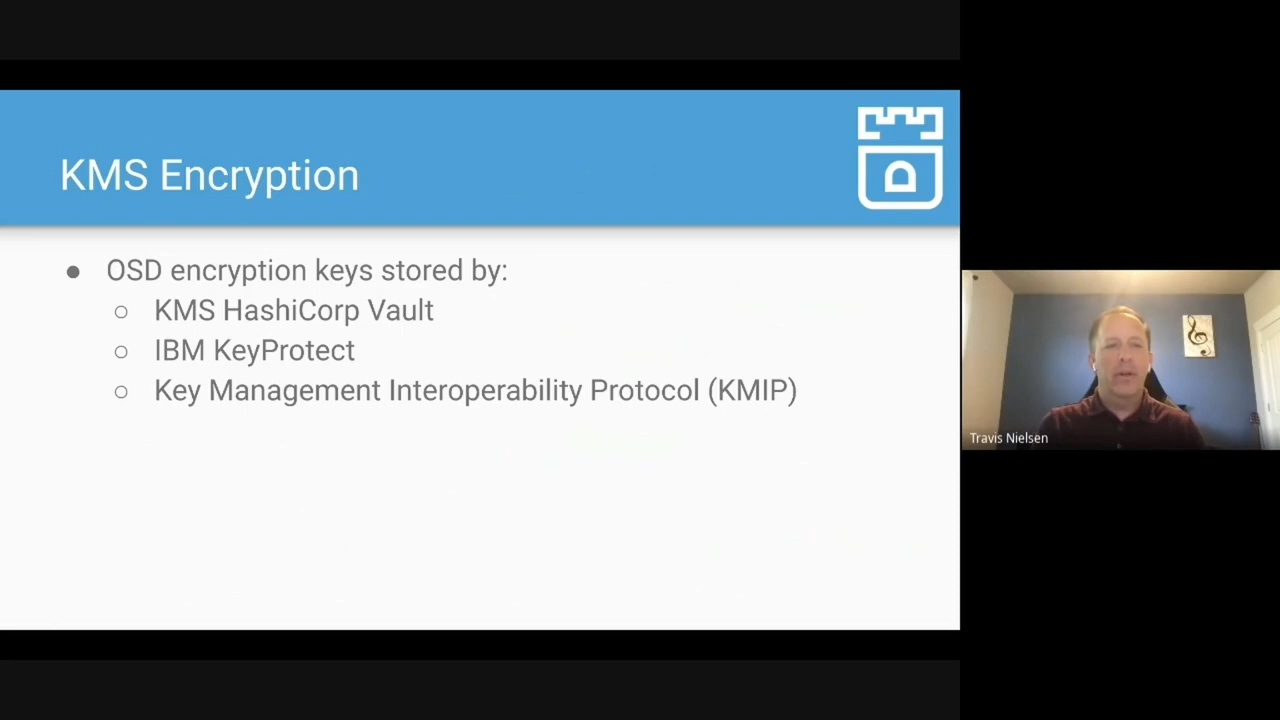 KMS Encryption
● OSD encryption keys stored by:
○ KMS HashiCorp Vault
○ IBM KeyProtect
○ Key Management Interoperability Protocol (KMIP)
Travis Nielsen